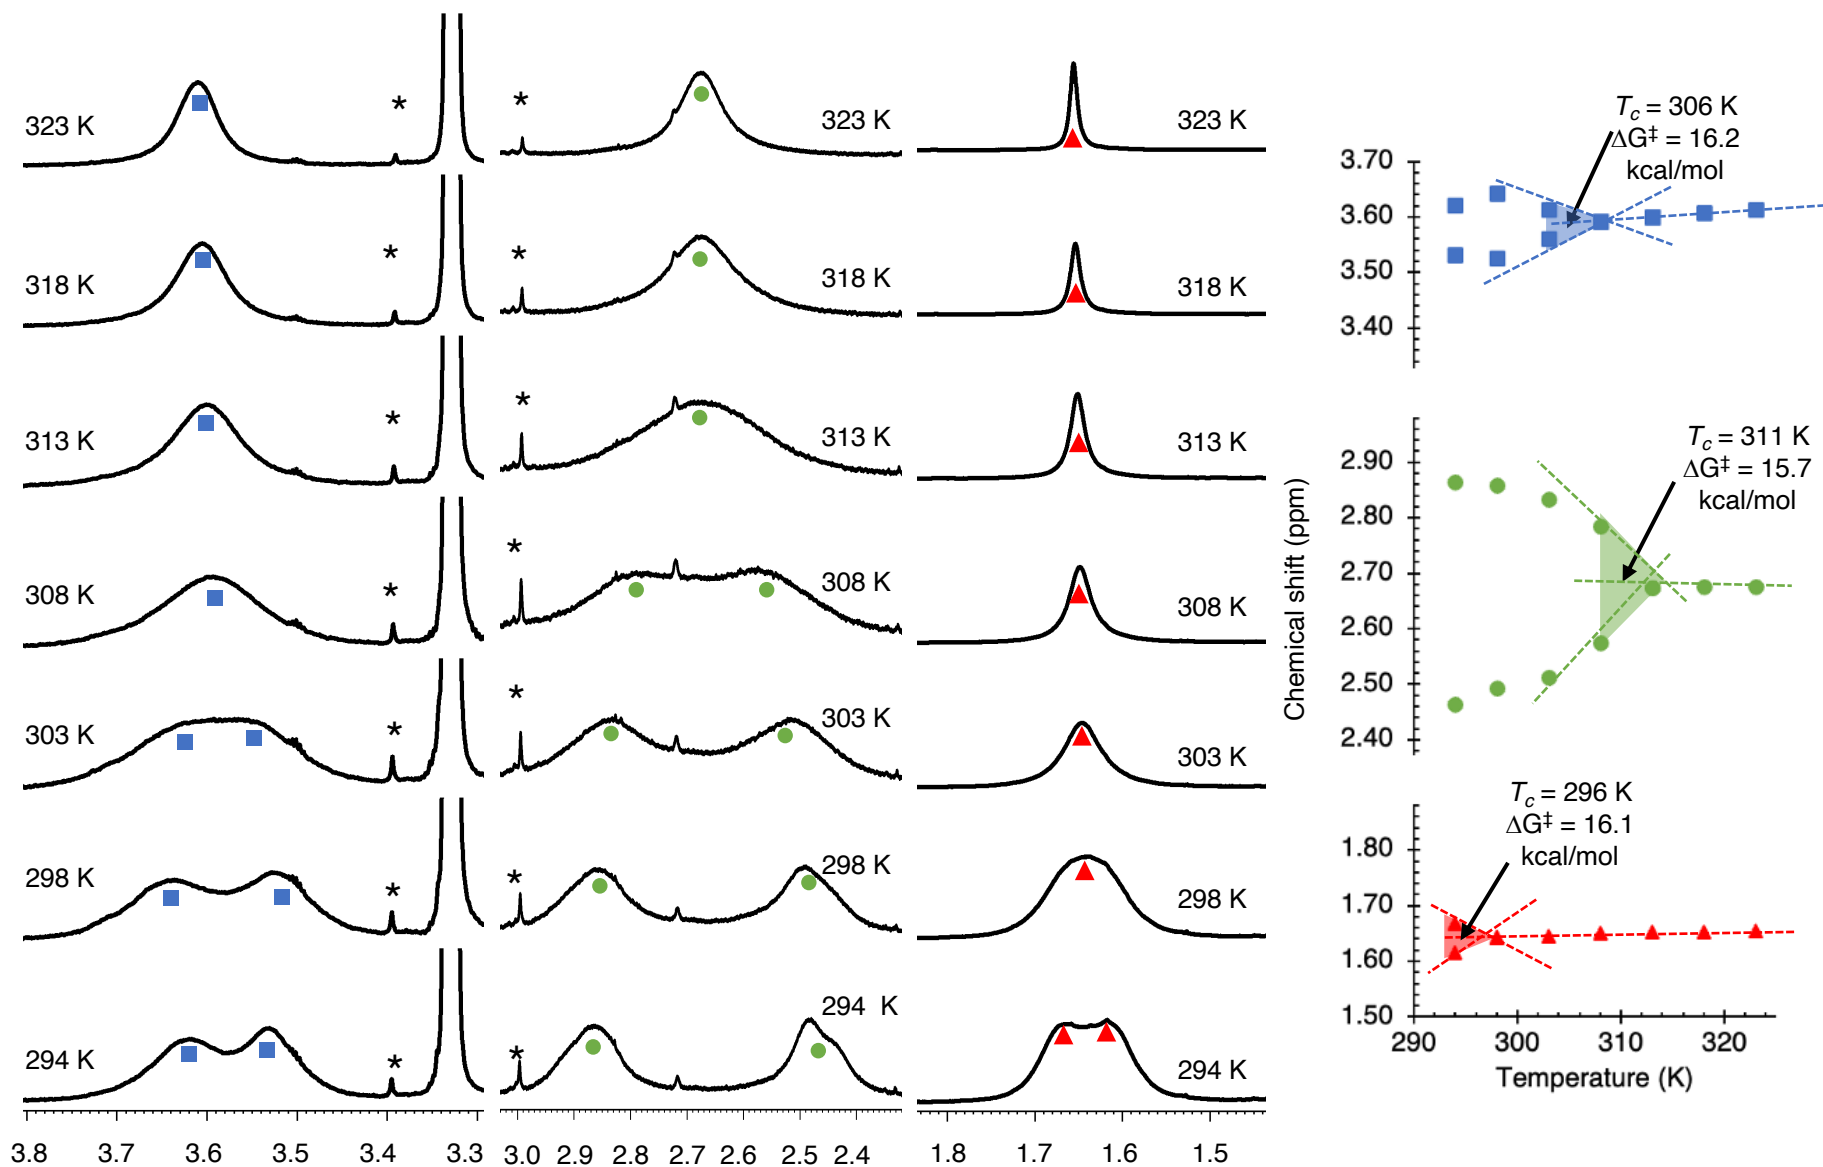 323 K
*
318 K
*
313 K
*
308 K
*
303 K
*
298 K
*
294 K
*
3.8 3.7 3.6 3.5 3.4 3.3
*
323 K
*
318 K
*
313 K
*
308 K
*
303 K
*
298 K
*
294 K
3.0 2.9 2.8 2.7 2.6 2.5 2.4
323 K
318 K
313 K
308 K
303 K
298 K
294 K
1.8 1.7 1.6 1.5
Chemical shift (ppm)
Tc = 306 K
ΔG‡ = 16.2
kcal/mol
3.70
3.60
3.50
3.40
Tc = 311 K
ΔG‡ = 15.7
kcal/mol
2.90
2.80
2.70
2.60
2.50
2.40
Tc = 296 K
ΔG‡ = 16.1
kcal/mol
1.80
1.70
1.60
1.50
290 300 310 320
Temperature (K)